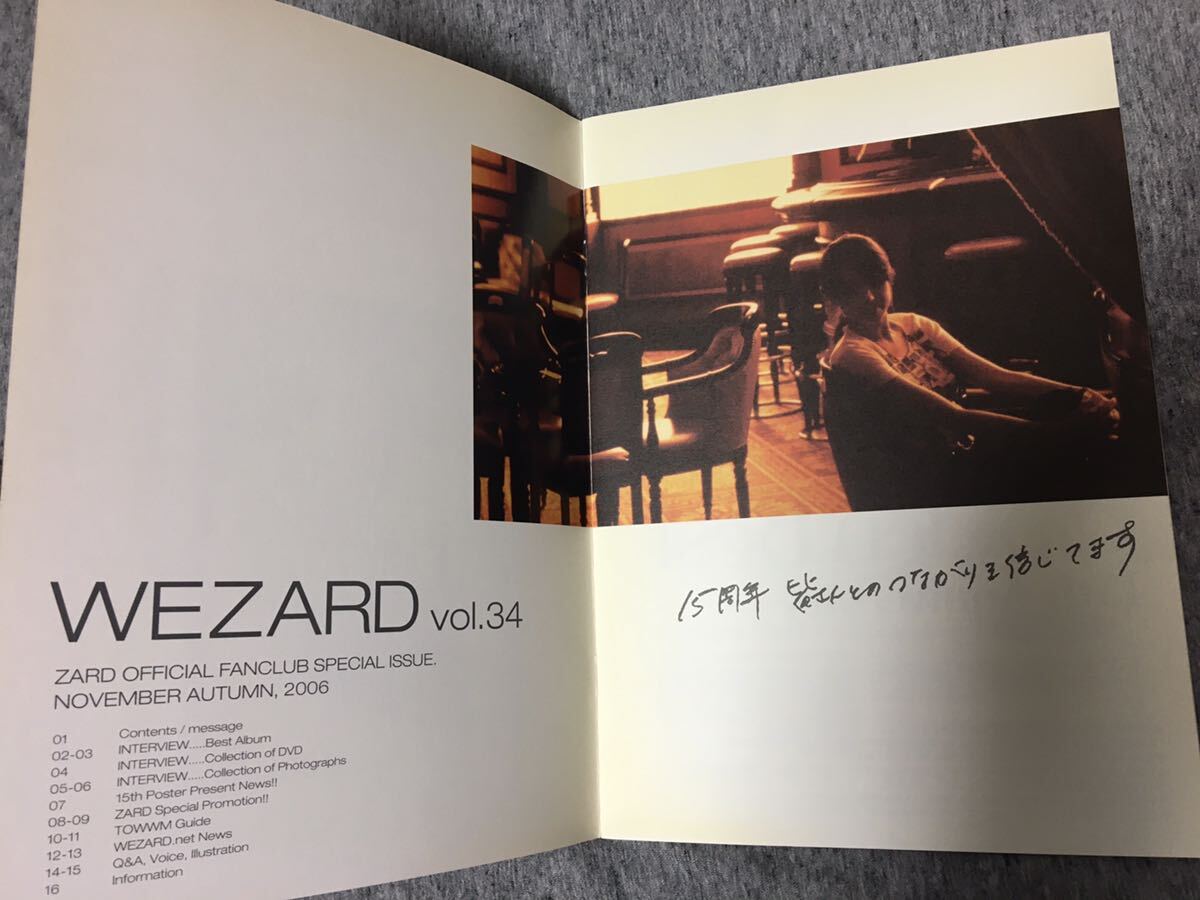 WEZARD vol.34
ZARD OFFICIAL FANCLUB SPECIAL ISSUE.
NOVEMBER AUTUMN, 2006
01 Contents / message
02-03 INTERVIEW.....Best Album
04 INTERVIEW.....Collection of DVD
05-06 INTERVIEW.....Collection of Photographs
07 15th Poster Present News!!
08-09 ZARD Special Promotion!!
10-11 TOWWM Guide
12-13 WEZARD.net News
14-15 Q&A, Voice, Illustration
16 Information
15周年 皆さんとのつながりを信じてます